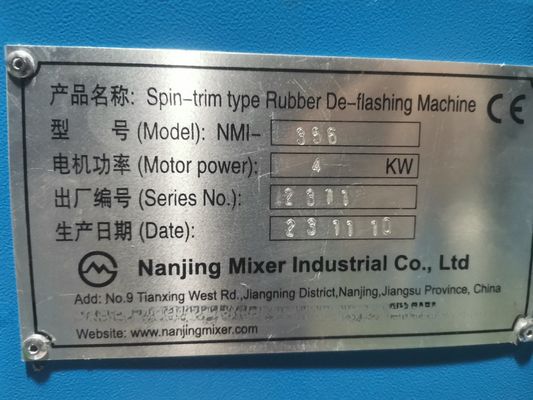 产品名称: Spin-trim type Rubber De-flashing Machine CE
型 号 (Model): NMI-
电机功率 (Motor power): 4 KW
出厂编号 (Series No.): 2311
生产日期 (Date): 23 11 10
Nanjing Mixer Industrial Co., Ltd
Add: No.9 Tianxing West Rd.,Jiangning District,Nanjing,Jiangsu Province, China
Website: www.nanjingmixer.com